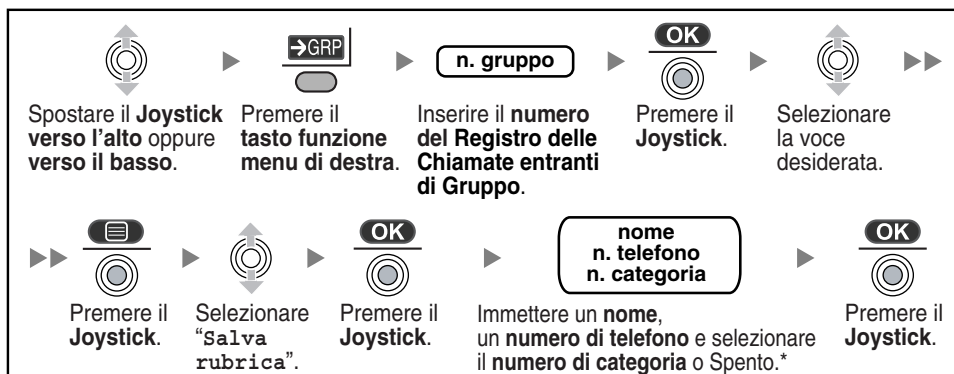 →GRP
n. gruppo
OK
Spostare il Joystick
verso l'alto oppure
verso il basso.
Premere il
tasto funzione
menu di destra.
Inserire il numero
del Registro delle
Chiamate entranti
di Gruppo.
Premere il
Joystick.
Selezionare
la voce
desiderata.
OK
nome
n. telefono
n. categoria
OK
Premere il
Joystick.
Selezionare
“Salva
rubrica”.
Premere il
Joystick.
Immettere un nome,
un numero di telefono e selezionare
il numero di categoria o Spento.*
Premere il
Joystick.